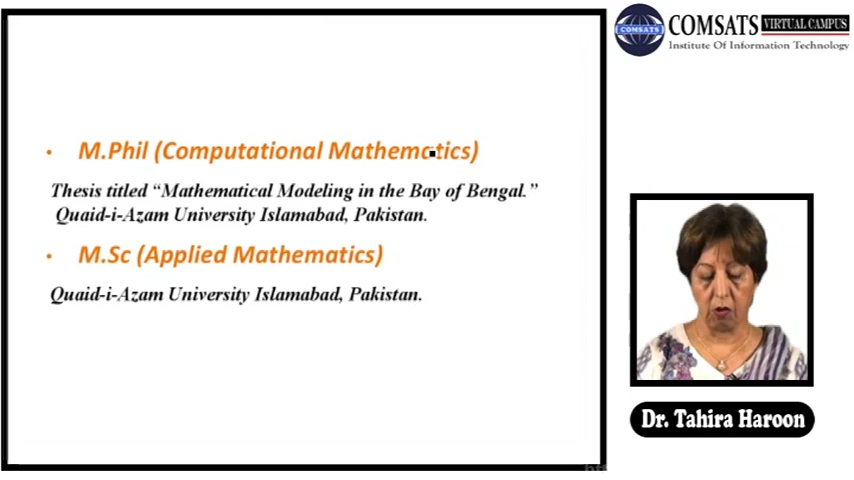 COMSATS VIRTUAL CAMPUS
Institute Of Information Technology
COMSATS
• M.Phil (Computational Mathematics)
Thesis titled “Mathematical Modeling in the Bay of Bengal.”
Quaid-i-Azam University Islamabad, Pakistan.
• M.Sc (Applied Mathematics)
Quaid-i-Azam University Islamabad, Pakistan.
Dr. Tahira Haroon